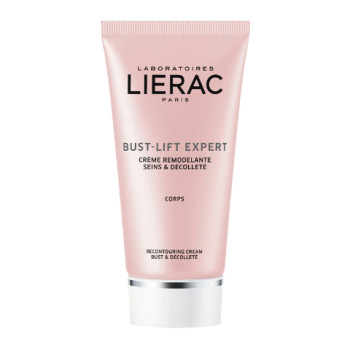 LABORATOIRES
LIERAC
PARIS
BUST-LIFT EXPERT
CRÈME REMODELANTE
SEINS & DÉCOLLETÉ
CORPS
RECONTOURING CREAM
BUST & DÉCOLLETÉ